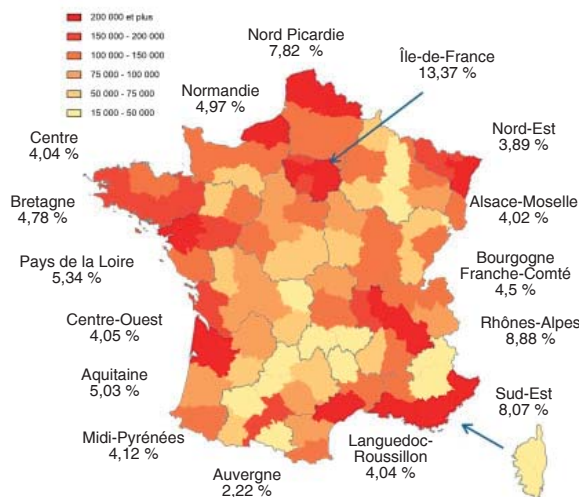 200 000 et plus
150 000 - 200 000
100 000 - 150 000
75 000 - 100 000
50 000 - 75 000
15 000 - 50 000
Nord Picardie
7,82 %
Île-de-France
13,37 %
Normandie
4,97 %
Centre
4,04 %
Nord-Est
3,89 %
Bretagne
4,78 %
Alsace-Moselle
4,02 %
Pays de la Loire
5,34 %
Bourgogne
Franche-Comté
4,5 %
Centre-Ouest
4,05 %
Rhônes-Alpes
8,88 %
Aquitaine
5,03 %
Sud-Est
8,07 %
Midi-Pyrénées
4,12 %
Languedoc-
Roussillon
4,04 %
Auvergne
2,22 %